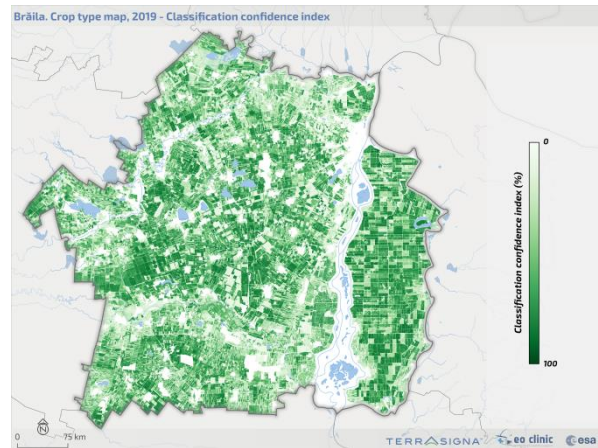 Brăila. Crop type map, 2019 - Classification confidence index
0
Classification confidence index (%)
100
0 75 km
TERRASIGNA eo clinic esa